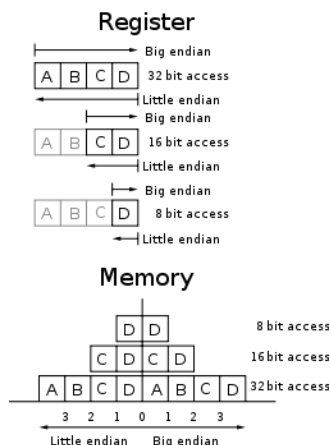 Register
Big endian
A B C D 32 bit access
Little endian
Big endian
A B C D 16 bit access
Little endian
Big endian
A B C D 8 bit access
Little endian
Memory
D D 8 bit access
C D C D 16 bit access
A B C D A B C D 32 bit access
3 2 1 0 1 2 3
Little endian Big endian